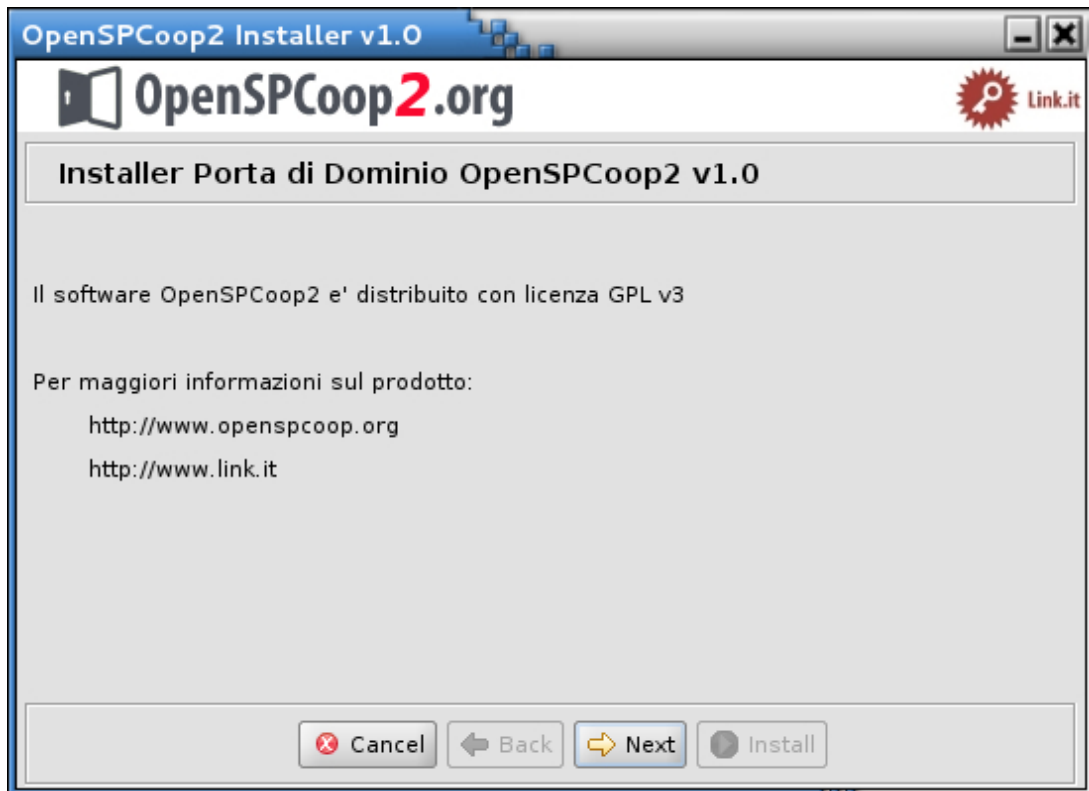 OpenSPCoop2 Installer v1.0
OpenSPCoop2.org
Link.it
Installer Porta di Dominio OpenSPCoop2 v1.0
Il software OpenSPCoop2 e' distribuito con licenza GPL v3
Per maggiori informazioni sul prodotto:
http://www.openspcoop.org
http://www.link.it
Cancel
Back
Next
Install